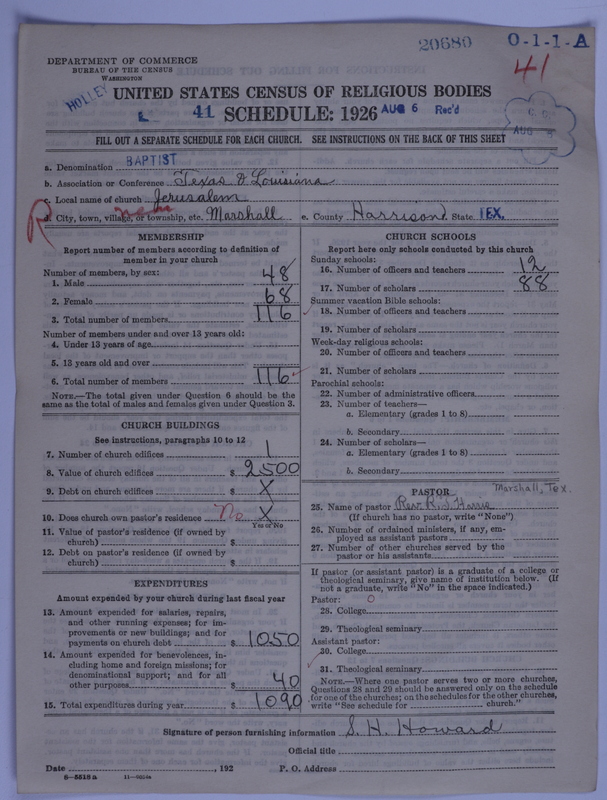 20680 0-1-1-A
41
DEPARTMENT OF COMMERCE
BUREAU OF THE CENSUS
WASHINGTON
HOLLEY
UNITED STATES CENSUS OF RELIGIOUS BODIES
41 SCHEDULE: 1926 AUG 6 Rec'd
AUG
FILL OUT A SEPARATE SCHEDULE FOR EACH CHURCH. SEE INSTRUCTIONS ON THE BACK OF THIS SHEET
a. Denomination BAPTIST
b. Association or Conference Texas & Louisiana
c. Local name of church Jerusalem
R d. City, town, village, or township, etc. near Marshall e. County Harrison State TEX.
MEMBERSHIP
Report number of members according to definition of
member in your church
Number of members, by sex:
1. Male 48
2. Female 68
3. Total number of members 116
Number of members under and over 13 years old:
4. Under 13 years of age
5. 13 years old and over
6. Total number of members 116
NOTE.—The total given under Question 6 should be the
same as the total of males and females given under Question 3.
CHURCH BUILDINGS
See instructions, paragraphs 10 to 12
7. Number of church edifices 1
8. Value of church edifices $ 2500
9. Debt on church edifices $ X
10. Does church own pastor's residence No X
Yes or No
11. Value of pastor's residence (if owned by
church) $
12. Debt on pastor's residence (if owned by
church) $
EXPENDITURES
Amount expended by your church during last fiscal year
13. Amount expended for salaries, repairs,
and other running expenses; for im-
provements or new buildings; and for
payments on church debt $ 1050
14. Amount expended for benevolences, in-
cluding home and foreign missions; for
denominational support; and for all
other purposes $ 40
15. Total expenditures during year $ 1090
CHURCH SCHOOLS
Report here only schools conducted by this church
Sunday schools:
16. Number of officers and teachers 12
17. Number of scholars 88
Summer vacation Bible schools:
18. Number of officers and teachers
19. Number of scholars
Week-day religious schools:
20. Number of officers and teachers
21. Number of scholars
Parochial schools:
22. Number of administrative officers
23. Number of teachers—
a. Elementary (grades 1 to 8)
b. Secondary
24. Number of scholars—
a. Elementary (grades 1 to 8)
b. Secondary
PASTOR Marshall, Tex.
25. Name of pastor Rev. R. T. Harris
(If church has no pastor, write "None")
26. Number of ordained ministers, if any, em-
ployed as assistant pastors
27. Number of other churches served by the
pastor or his assistants
If pastor (or assistant pastor) is a graduate of a college or
theological seminary, give name of institution below. (If
not a graduate, write "No" in the space indicated.)
Pastor: 0
28. College
29. Theological seminary
Assistant pastor:
30. College
31. Theological seminary
NOTE.—Where one pastor serves two or more churches,
Questions 28 and 29 should be answered only on the schedule
for one of the churches; on the schedules for the other churches,
write "See schedule for church."
Signature of person furnishing information S. H. Howard
Official title
Date , 192 P. O. Address